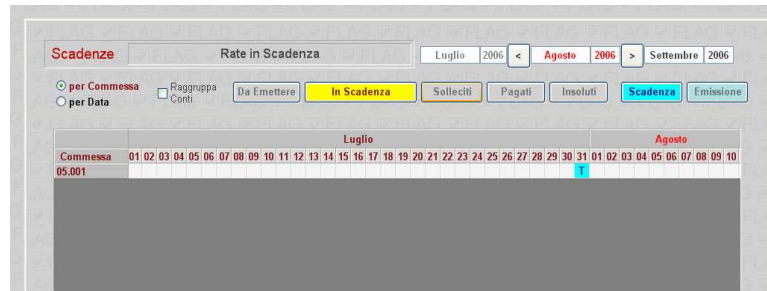 Scadenze Rate in Scadenza Luglio 2006 < Agosto 2006 > Settembre 2006
per Commessa
per Data
Raggruppa
Conti
Da Emettere In Scadenza Solleciti Pagati Insoluti Scadenza Emissione
Luglio Agosto
Commessa 01 02 03 04 05 06 07 08 09 10 11 12 13 14 15 16 17 18 19 20 21 22 23 24 25 26 27 28 29 30 31 01 02 03 04 05 06 07 08 09 10
05.001 T